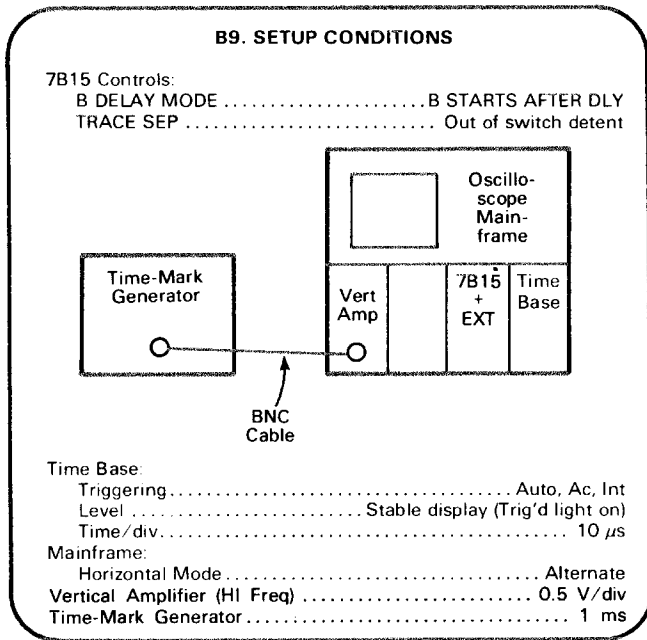 B9. SETUP CONDITIONS
7B15 Controls:
B DELAY MODE ...................... B STARTS AFTER DLY
TRACE SEP ........................... Out of switch detent
Oscillo-
scope
Main-
frame
Time-Mark
Generator
Vert
Amp
7B15
+
EXT
Time
Base
BNC
Cable
Time Base:
Triggering ..................................... Auto, Ac, Int
Level ..................... Stable display (Trig'd light on)
Time/div ........................................... 10 μs
Mainframe:
Horizontal Mode ................................. Alternate
Vertical Amplifier (HI Freq) ........................ 0.5 V/div
Time-Mark Generator ................................. 1 ms